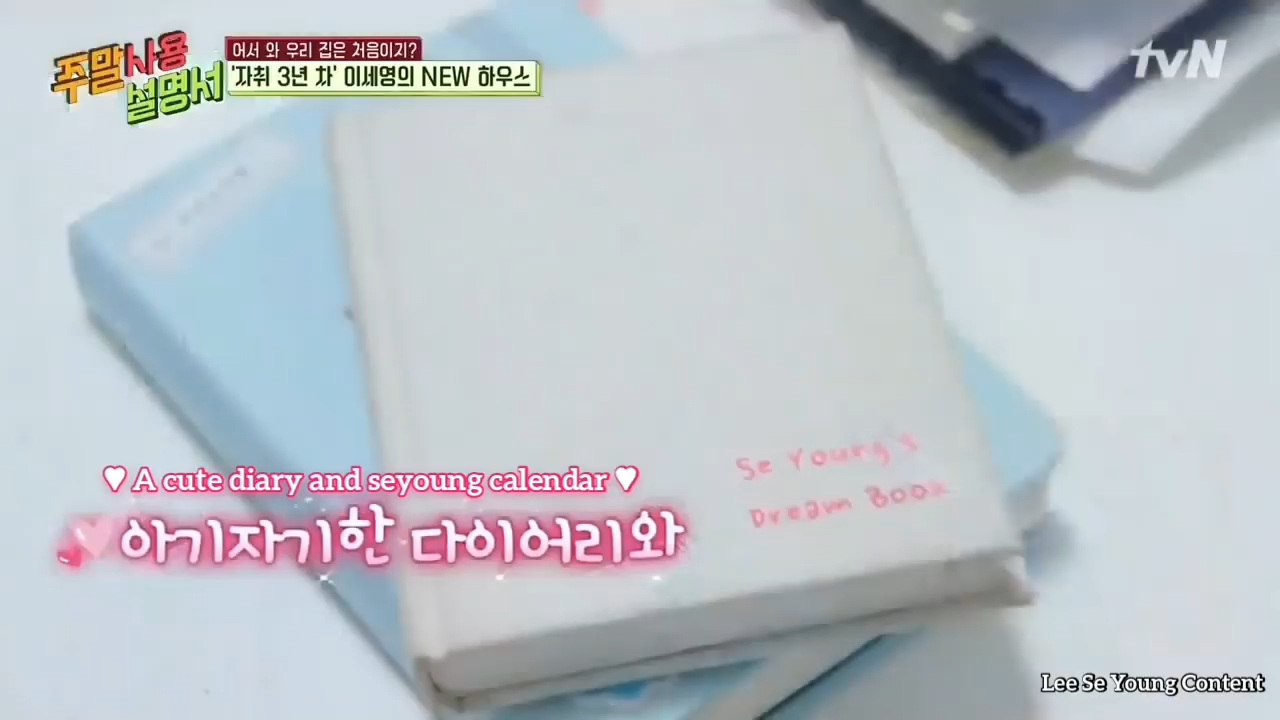 주말사용
설명서
어서 와 우리 집은 처음이지?
'자취 3년 차' 이세영의 NEW 하우스
tvN
♥ A cute diary and seyoung calendar ♥
아기자기한 다이어리와
Se Young's
Dream Book
Lee Se Young Content